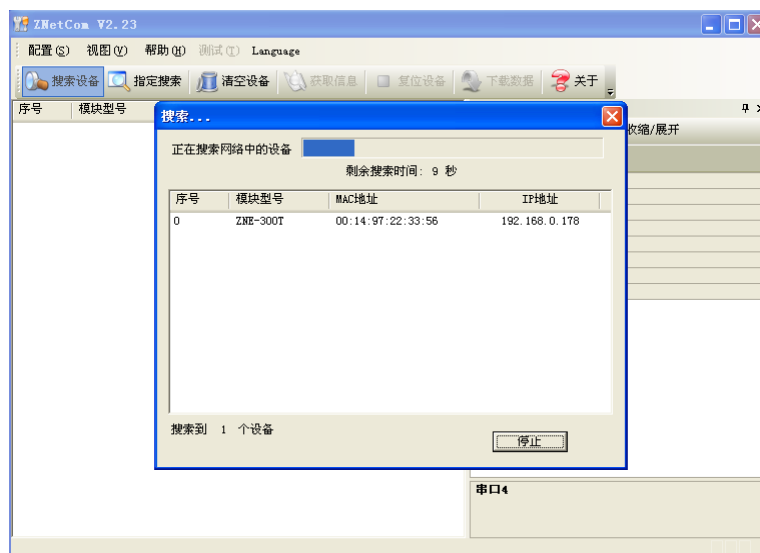 ZNetCom V2.23
配置(S) 视图(V) 帮助(H) 测试(T) Language
搜索设备 指定搜索 清空设备 获取信息 复位设备 下载数据 关于
序号 模块型号
收缩/展开
搜索...
正在搜索网络中的设备
剩余搜索时间: 9 秒
序号 模块型号 MAC地址 IP地址
0 ZNE-300T 00:14:97:22:33:56 192.168.0.178
搜索到 1 个设备
停止
串口4